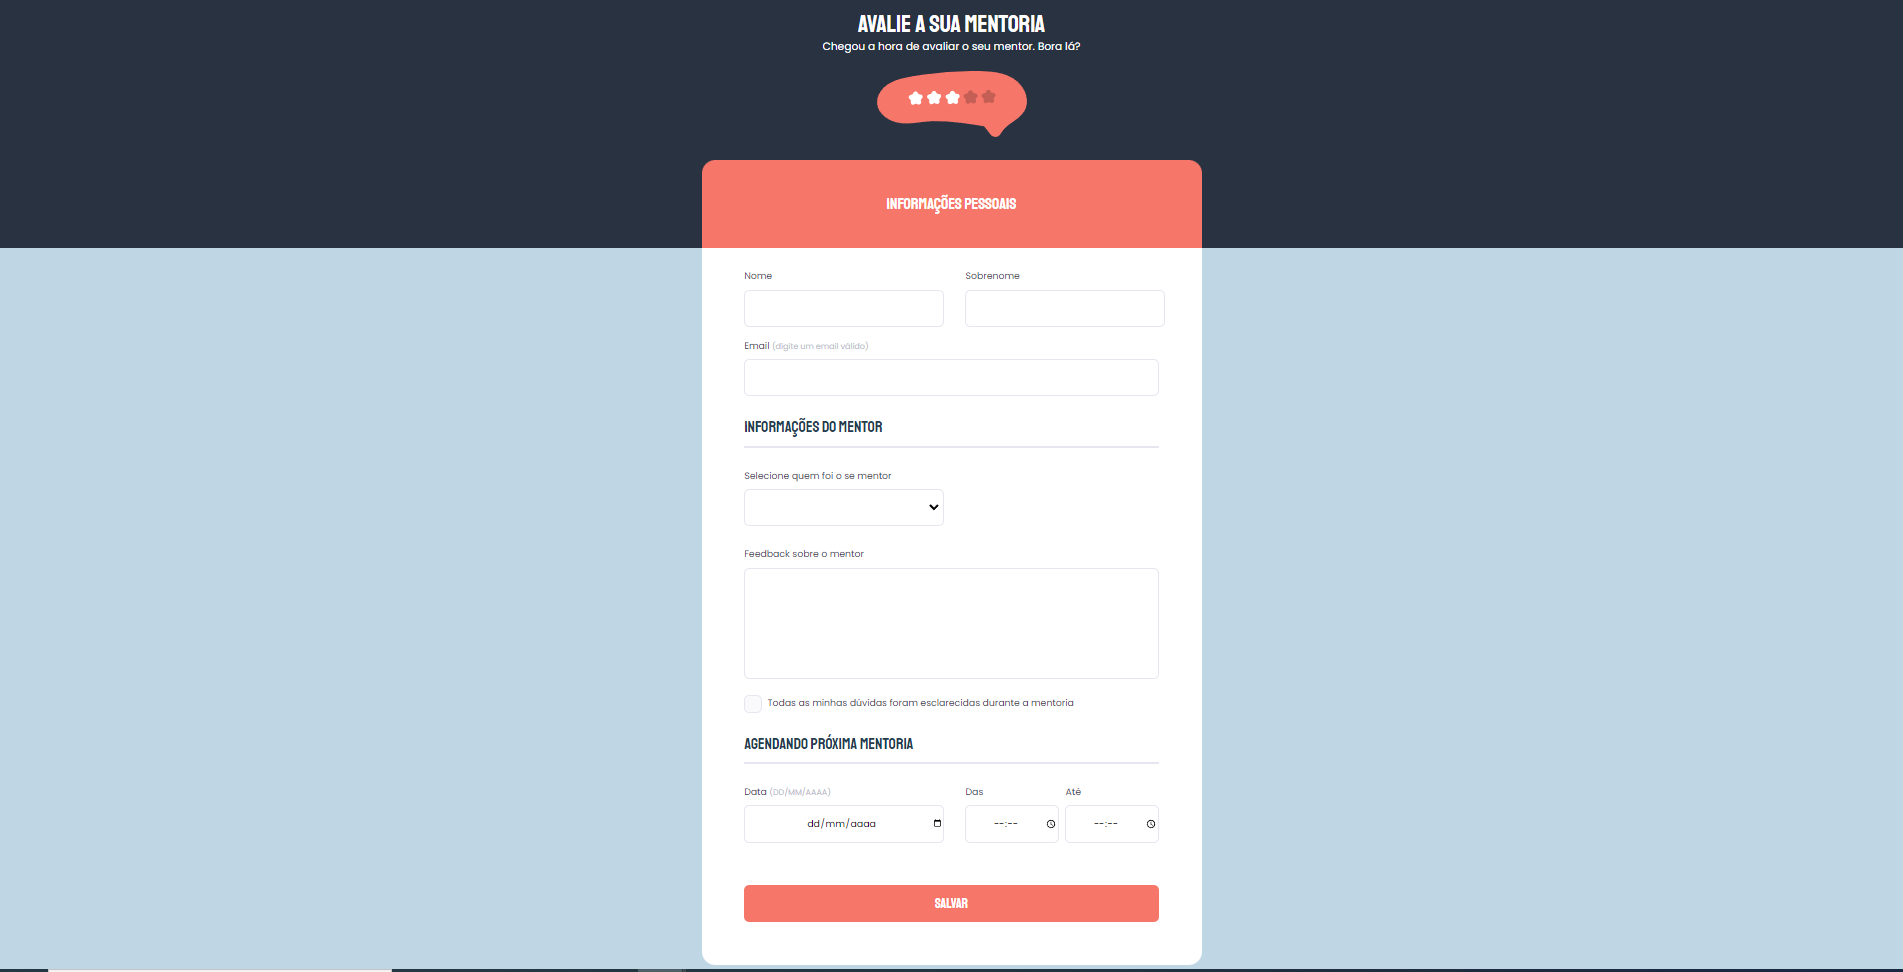 AVALIE A SUA MENTORIA
Chegou a hora de avaliar o seu mentor. Bora lá?
INFORMAÇÕES PESSOAIS
Nome Sobrenome
Email (digite um email válido)
INFORMAÇÕES DO MENTOR
Selecione quem foi o se mentor
Feedback sobre o mentor
Todas as minhas dúvidas foram esclarecidas durante a mentoria
AGENDANDO PRÓXIMA MENTORIA
Data (DD/MM/AAAA) Das Até
dd/mm/aaaa --:-- --:--
SALVAR